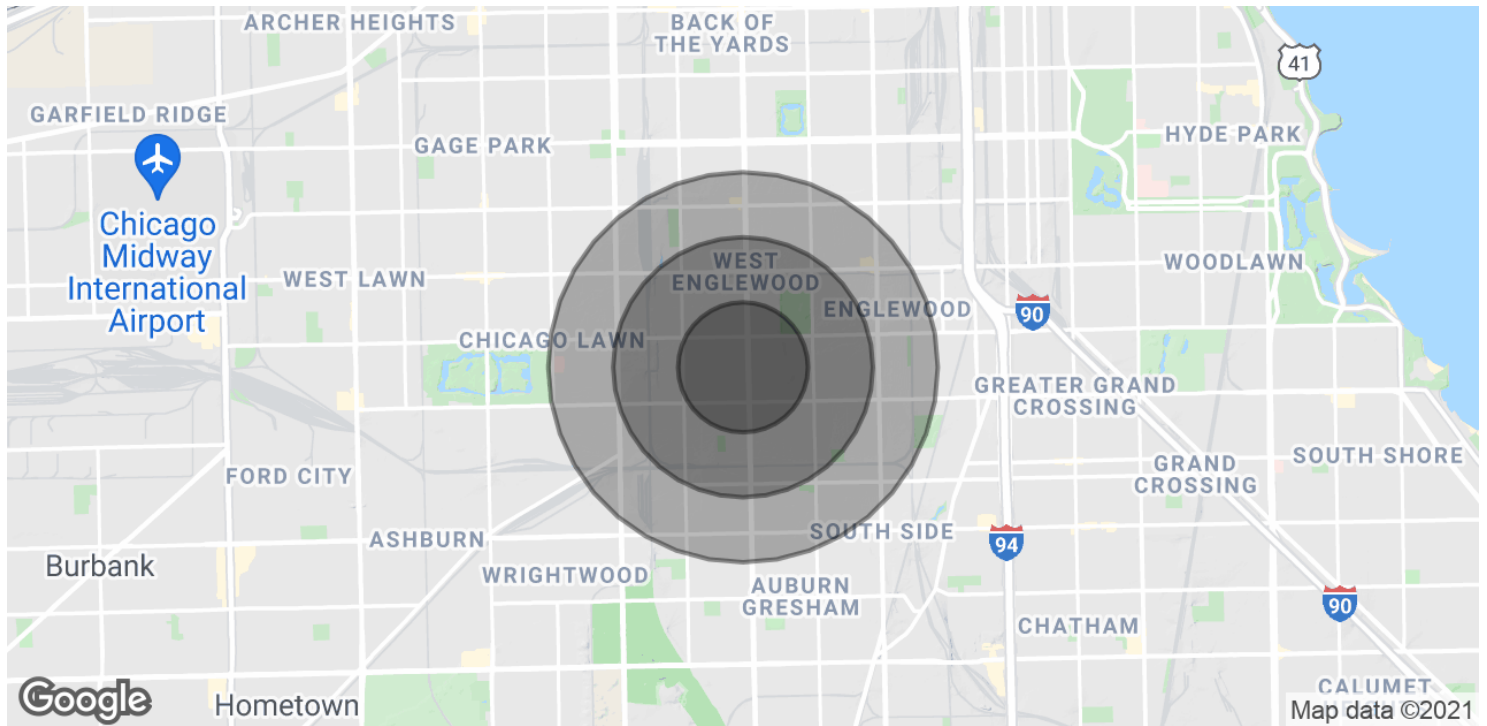 ARCHER HEIGHTS
BACK OF
THE YARDS
41
GARFIELD RIDGE
GAGE PARK
HYDE PARK
Chicago
Midway
International
Airport
WEST
ENGLEWOOD
WOODLAWN
WEST LAWN
ENGLEWOOD
90
CHICAGO LAWN
GREATER GRAND
CROSSING
SOUTH SHORE
GRAND
CROSSING
FORD CITY
SOUTH SIDE
ASHBURN
94
Burbank
WRIGHTWOOD
AUBURN
GRESHAM
90
CHATHAM
CALUMET
Google
Hometown
Map data ©2021